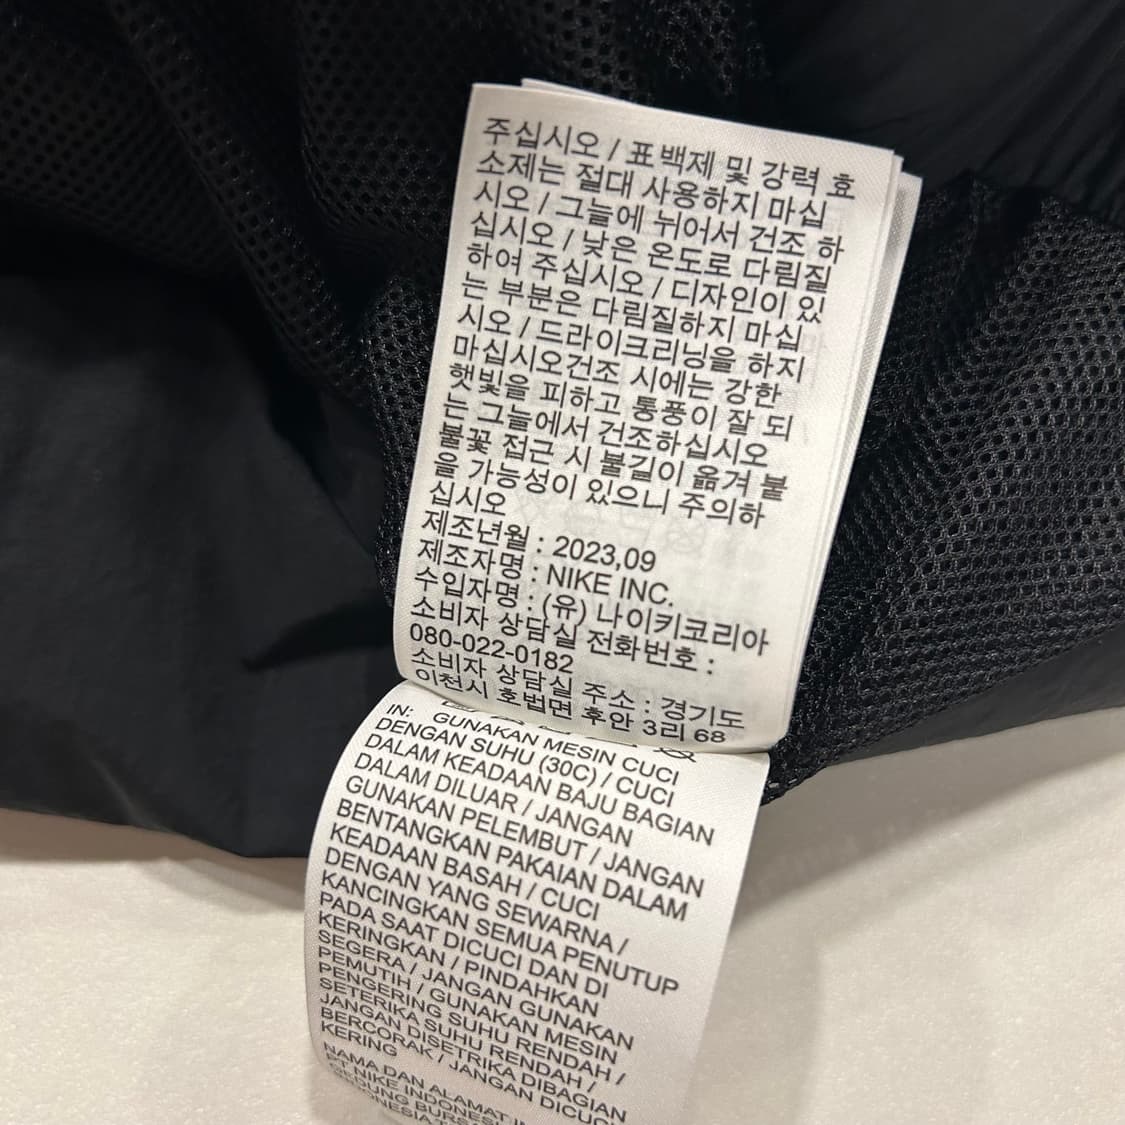 주십시오 / 표백제 및 강력 효
소제는 절대 사용하지 마십
시오 / 그늘에 뉘어서 건조 하
십시오 / 낮은 온도로 다림질
하여 주십시오 / 디자인이 있
는 부분은 다림질하지 마십
시오 / 드라이크리닝을 하지
마십시오건조 시에는 강한
햇빛을 피하고 통풍이 잘 되
는 그늘에서 건조하십시오
불꽃 접근 시 불길이 옮겨 붙
을 가능성이 있으니 주의하
십시오
제조년월 : 2023,09
제조자명 : NIKE INC.
수입자명 : (유) 나이키코리아
소비자 상담실 전화번호 :
080-022-0182
소비자 상담실 주소 : 경기도
이천시 호법면 후안 3리 68
IN: GUNAKAN MESIN CUCI
DENGAN SUHU (30C) / CUCI
DALAM KEADAAN BAJU BAGIAN
DALAM DILUAR / JANGAN
GUNAKAN PELEMBUT / JANGAN
BENTANGKAN PAKAIAN DALAM
KEADAAN BASAH / CUCI
DENGAN YANG SEWARNA /
KANCINGKAN SEMUA PENUTUP
PADA SAAT DICUCI DAN DI
KERINGKAN / PINDAHKAN
SEGERA / JANGAN GUNAKAN
PEMUTIH / GUNAKAN MESIN
PENGERING SUHU RENDAH /
SETERIKA SUHU RENDAH /
JANGAN DISETRIKA DIBAGIAN
BERCORAK / JANGAN DICUCI
KERING
NAMA DAN ALAMAT
PT NIKE INDONESI
GEDUNG BURS